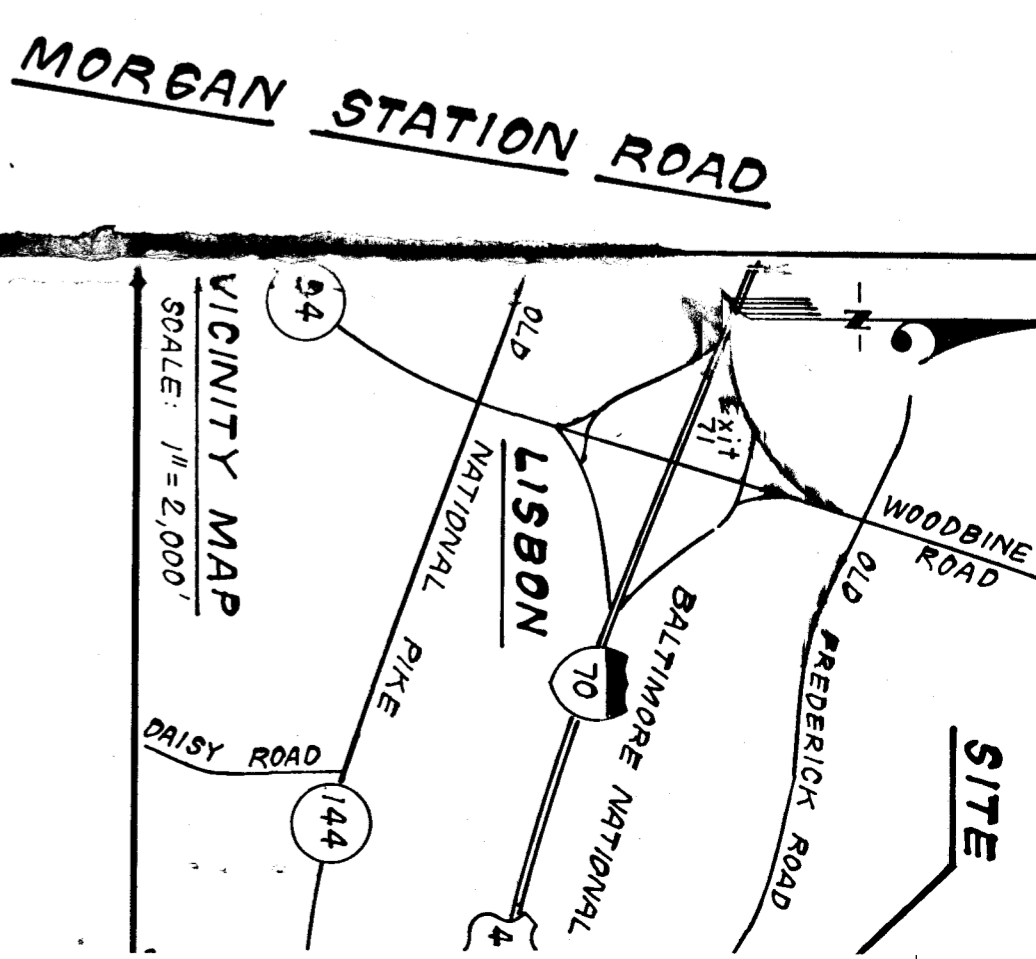 MORGAN STATION ROAD
VICINITY MAP
SCALE: 1"=2,000'
94
OLD
NATIONAL
PIKE
LISBON
Exit
71
N
WOODBINE
ROAD
OLD
FREDERICK ROAD
BALTIMORE NATIONAL
70
SITE
DAISY ROAD
144
4